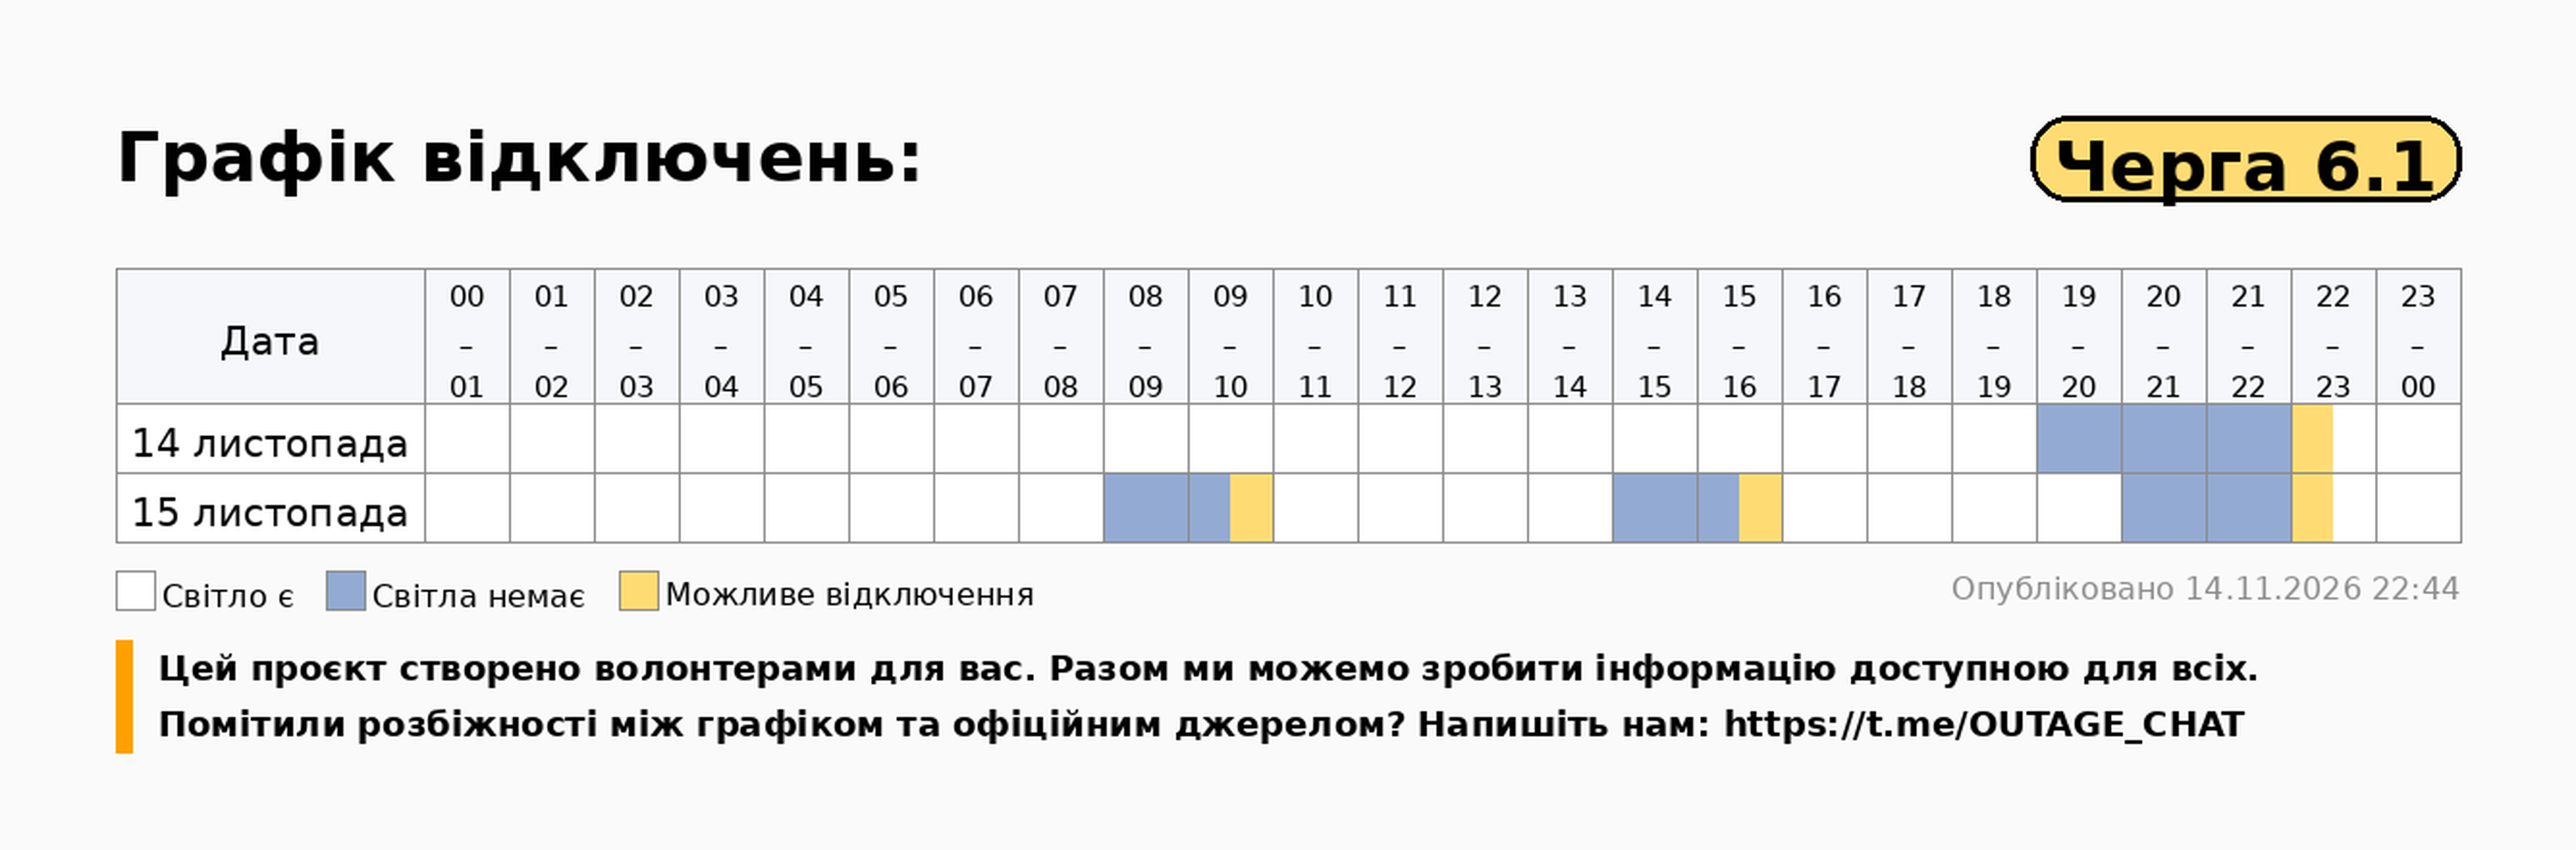 Графік відключень:
Черга 6.1
Дата
00 – 01
01 – 02
02 – 03
03 – 04
04 – 05
05 – 06
06 – 07
07 – 08
08 – 09
09 – 10
10 – 11
11 – 12
12 – 13
13 – 14
14 – 15
15 – 16
16 – 17
17 – 18
18 – 19
19 – 20
20 – 21
21 – 22
22 – 23
23 – 00
14 листопада
15 листопада
Світло є
Світла немає
Можливе відключення
Опубліковано 14.11.2026 22:44
Цей проєкт створено волонтерами для вас. Разом ми можемо зробити інформацію доступною для всіх.
Помітили розбіжності між графіком та офіційним джерелом? Напишіть нам: https://t.me/OUTAGE_CHAT